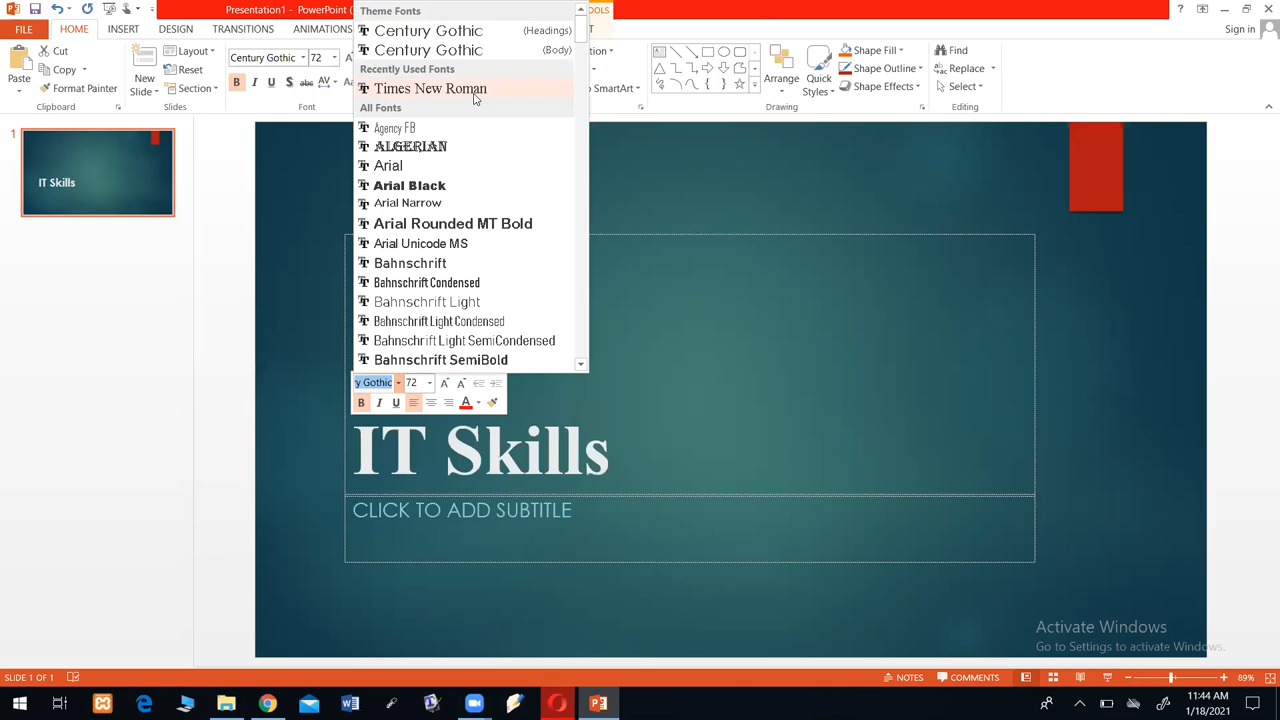 Presentation1 - PowerPoint (
OLS
Sign in
FILE
HOME
INSERT
DESIGN
TRANSITIONS
ANIMATIONS
Paste
Cut
Copy
Format Painter
Clipboard
New
Slide
Layout
Reset
Section
Slides
Century Gothic
72
B I U S abc AV
Font
SmartArt
Arrange
Quick
Styles
Shape Fill
Shape Outline
Shape Effects
Drawing
Find
Replace
Select
Editing
Theme Fonts
Century Gothic (Headings)
Century Gothic (Body)
Recently Used Fonts
Times New Roman
All Fonts
Agency FB
ALGERIAN
Arial
Arial Black
Arial Narrow
Arial Rounded MT Bold
Arial Unicode MS
Bahnschrift
Bahnschrift Condensed
Bahnschrift Light
Bahnschrift Light Condensed
Bahnschrift Light SemiCondensed
Bahnschrift SemiBold
y Gothic 72
B I U A
1
IT Skills
IT Skills
CLICK TO ADD SUBTITLE
Activate Windows
Go to Settings to activate Windows.
SLIDE 1 OF 1
NOTES
COMMENTS
89%
11:44 AM
1/18/2021